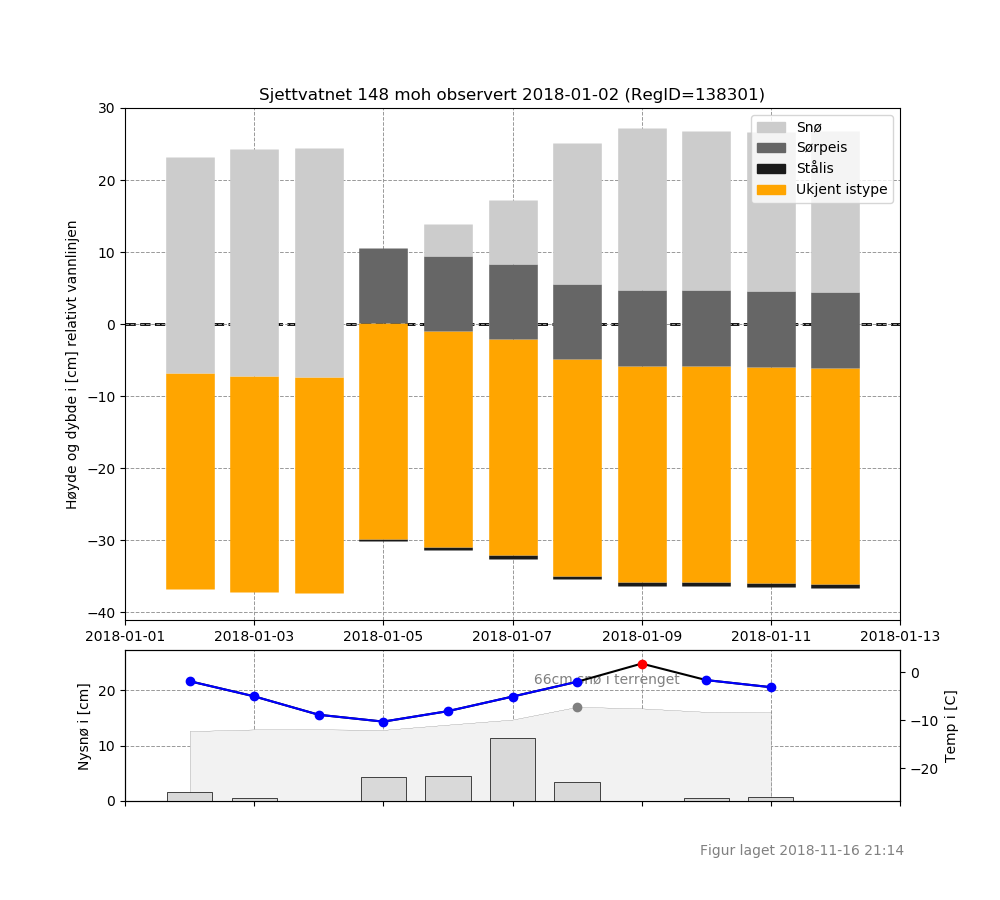 Sjettvatnet 148 moh observert 2018-01-02 (RegID=138301)
30
20
10
0
−10
−20
−30
−40
Høyde og dybde i [cm] relativt vannlinjen
Snø
Sørpeis
Stålis
Ukjent istype
2018-01-01
2018-01-03
2018-01-05
2018-01-07
2018-01-09
2018-01-11
2018-01-13
66cm snø i terrenget
20
10
0
Nysnø i [cm]
0
−10
−20
Temp i [C]
Figur laget 2018-11-16 21:14